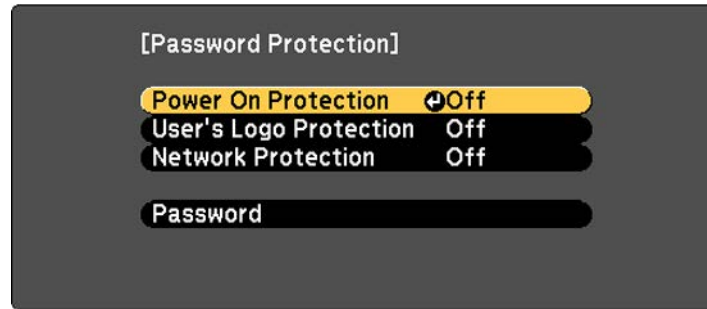 [Password Protection]
Power On Protection Off
User's Logo Protection Off
Network Protection Off
Password